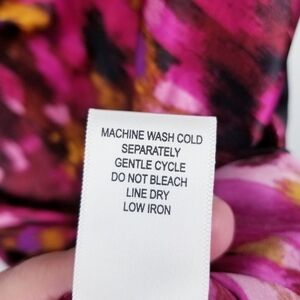 MACHINE WASH COLD
SEPARATELY
GENTLE CYCLE
DO NOT BLEACH
LINE DRY
LOW IRON